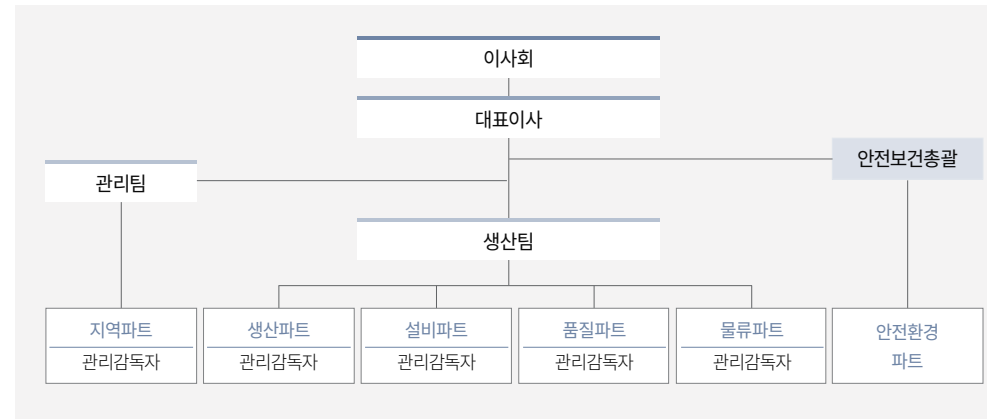 이사회
대표이사
안전보건총괄
관리팀
생산팀
지역파트
관리감독자
생산파트
관리감독자
설비파트
관리감독자
품질파트
관리감독자
물류파트
관리감독자
안전환경
파트